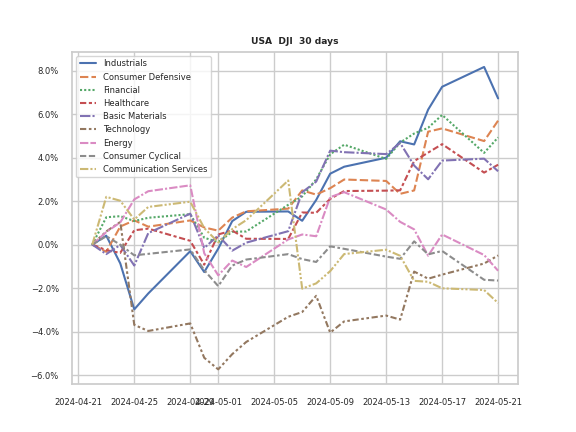 USA DJI 30 days
8.0%
6.0%
4.0%
2.0%
0.0%
−2.0%
−4.0%
−6.0%
Industrials
Consumer Defensive
Financial
Healthcare
Basic Materials
Technology
Energy
Consumer Cyclical
Communication Services
2024-04-21 2024-04-25 2024-04-29 2024-05-01 2024-05-05 2024-05-09 2024-05-13 2024-05-17 2024-05-21